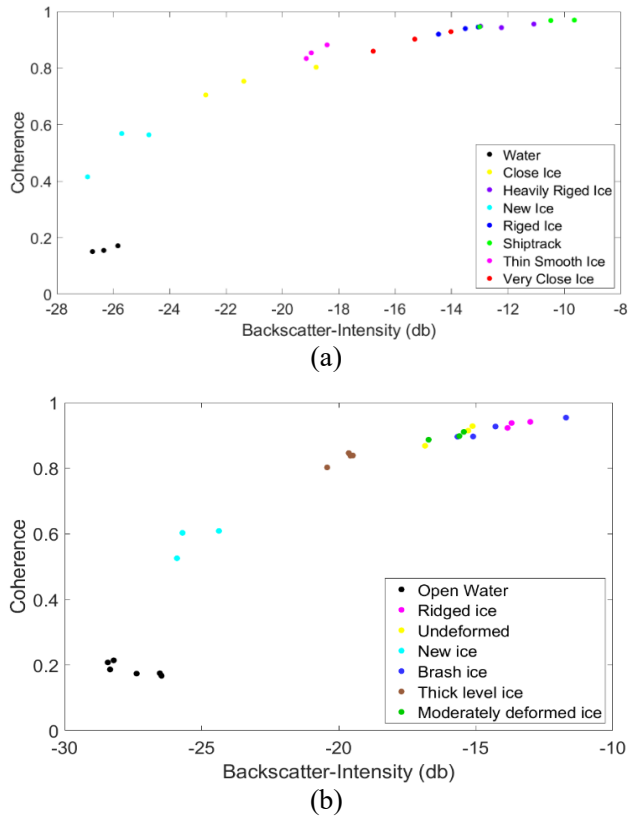 1
0.8
0.6
0.4
0.2
0
Coherence
Water
Close Ice
Heavily Riged Ice
New Ice
Riged Ice
Shiptrack
Thin Smooth Ice
Very Close Ice
-28 -26 -24 -22 -20 -18 -16 -14 -12 -10 -8
Backscatter-Intensity (db)
(a)
1
0.8
0.6
0.4
0.2
0
Coherence
Open Water
Ridged ice
Undeformed
New ice
Brash ice
Thick level ice
Moderately deformed ice
-30 -25 -20 -15 -10
Backscatter-Intensity (db)
(b)